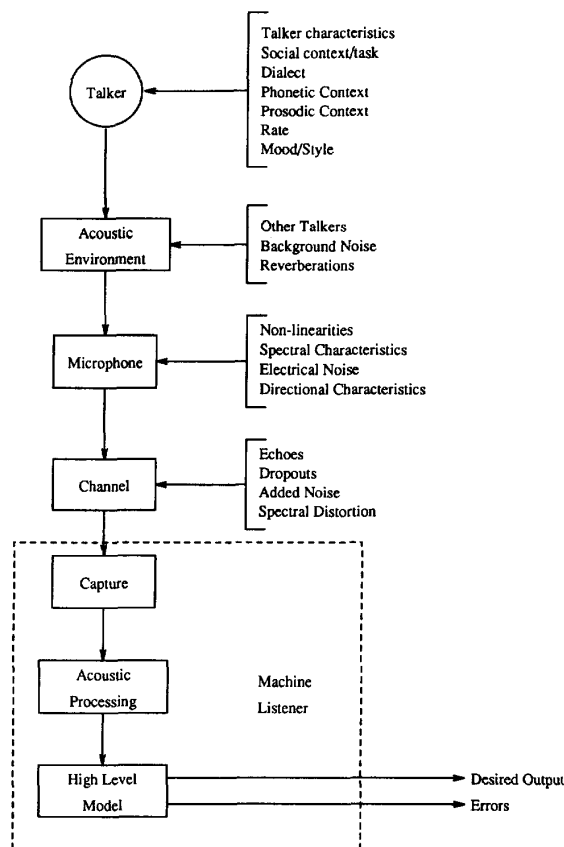 Talker characteristics
Social context/task
Dialect
Talker
Phonetic Context
Prosodic Context
Rate
Mood/Style
Acoustic
Environment
Other Talkers
Background Noise
Reverberations
Microphone
Non-linearities
Spectral Characteristics
Electrical Noise
Directional Characteristics
Channel
Echoes
Dropouts
Added Noise
Spectral Distortion
Capture
Acoustic
Processing
Machine
Listener
High Level
Model
Desired Output
Errors